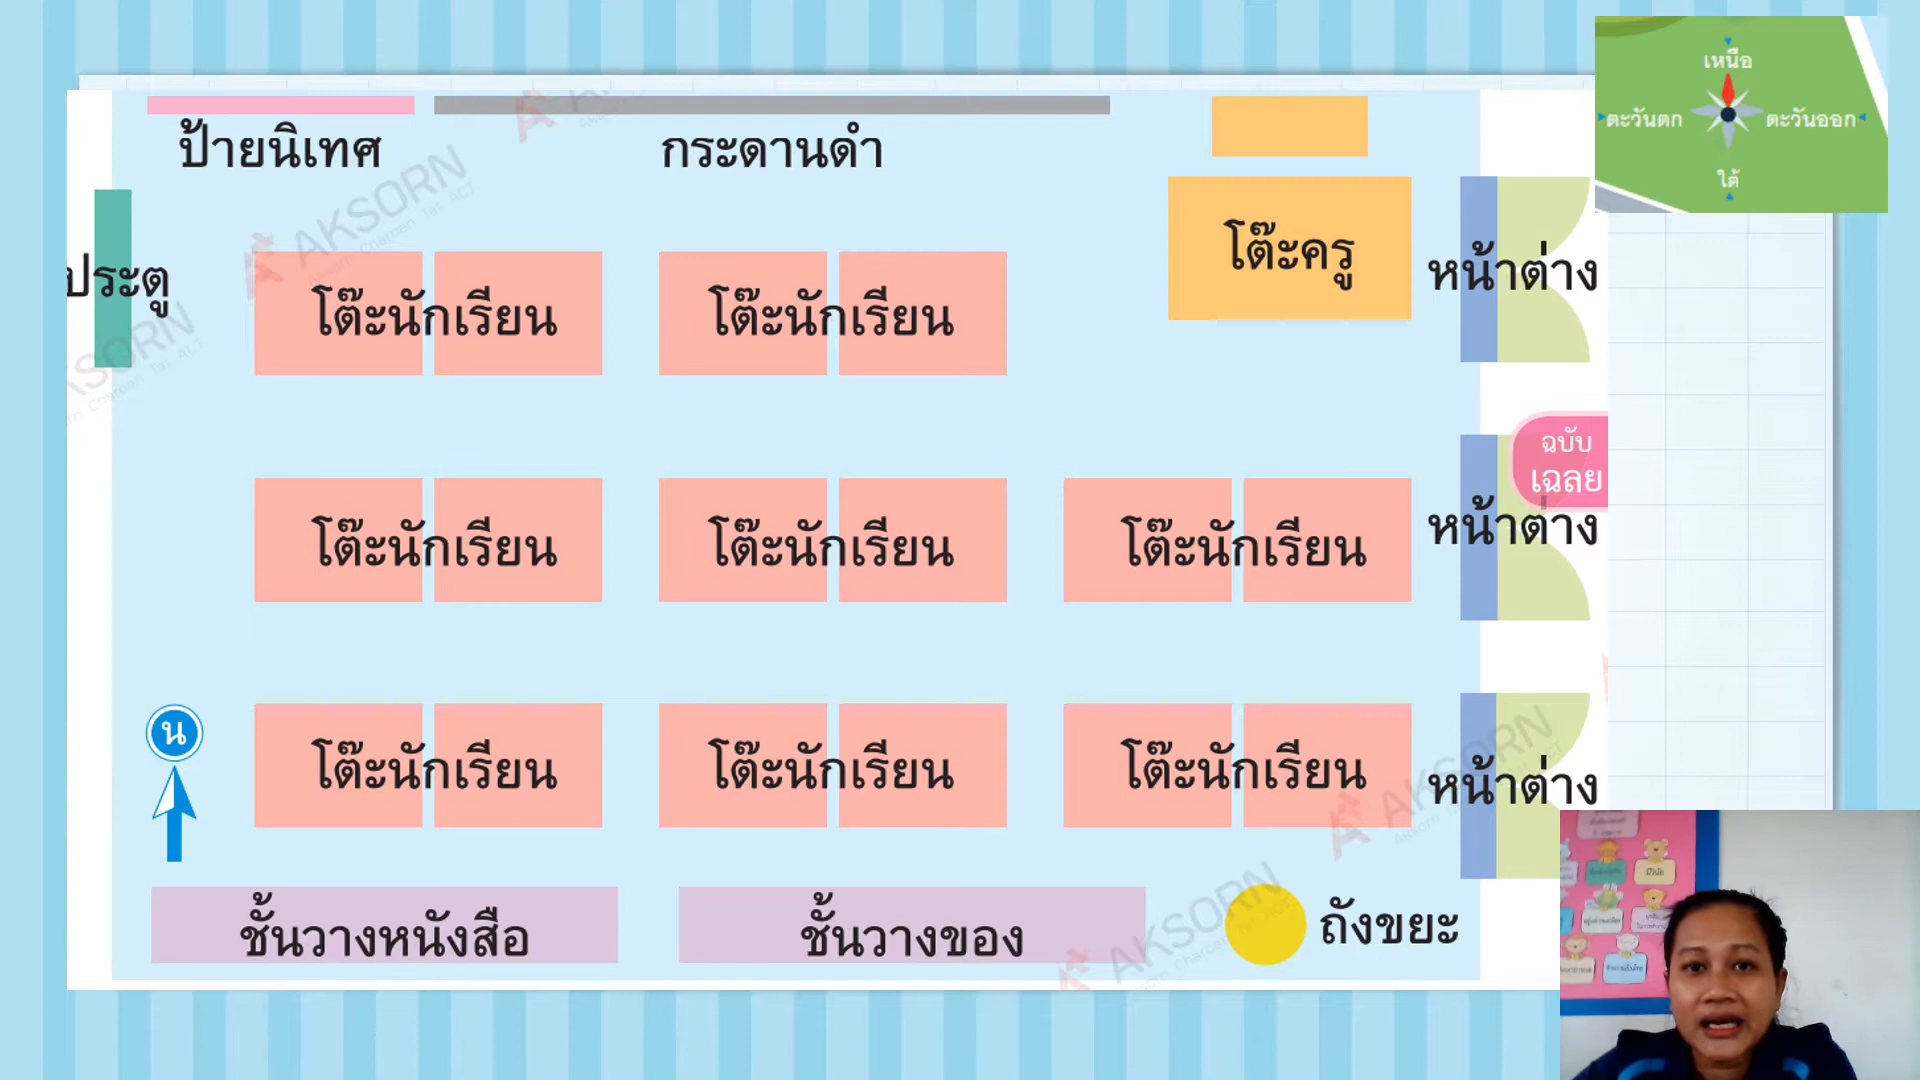 ป้ายนิเทศ
กระดานดำ
เหนือ
ตะวันตก
ตะวันออก
ใต้
ประตู
โต๊ะครู
หน้าต่าง
โต๊ะนักเรียน
โต๊ะนักเรียน
ฉบับ
เฉลย
หน้าต่าง
โต๊ะนักเรียน
โต๊ะนักเรียน
โต๊ะนักเรียน
น
โต๊ะนักเรียน
โต๊ะนักเรียน
โต๊ะนักเรียน
หน้าต่าง
ชั้นวางหนังสือ
ชั้นวางของ
ถังขยะ
AKSORN
Aksorn Charoen Tat ACT
AKSORN
Aksorn Charoen Tat ACT